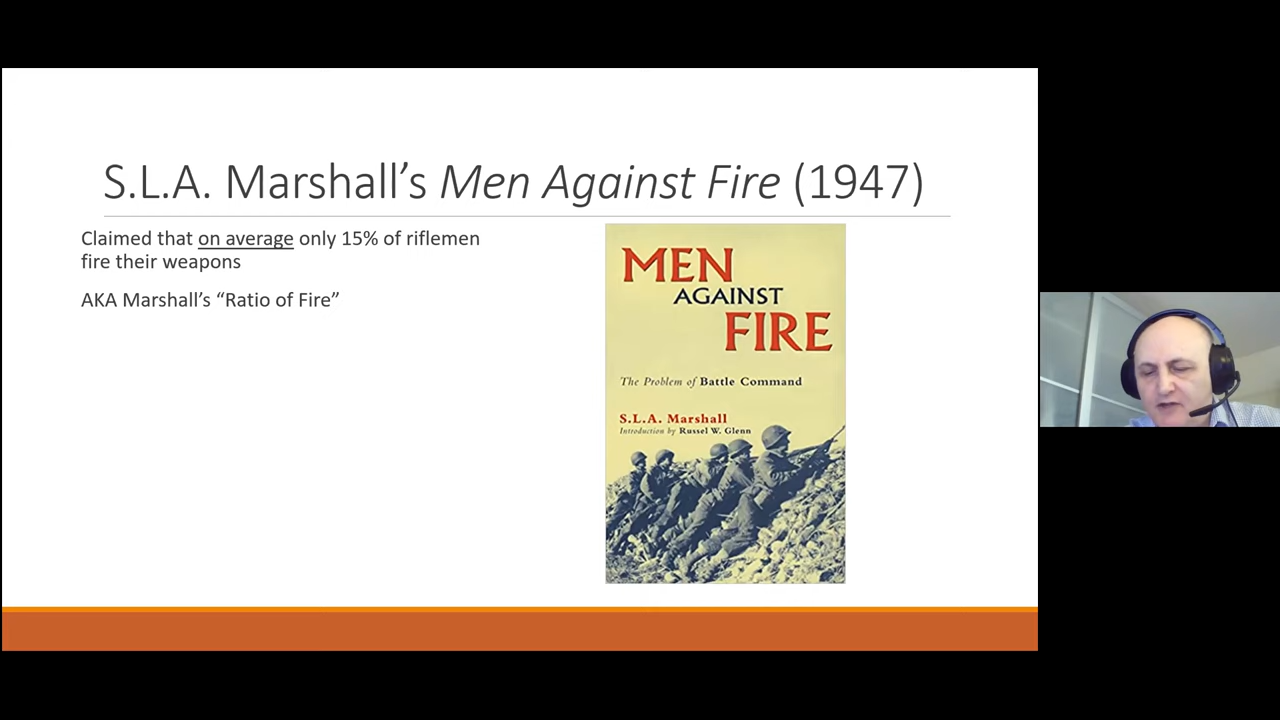 S.L.A. Marshall’s Men Against Fire (1947)
Claimed that on average only 15% of riflemen
fire their weapons
AKA Marshall’s “Ratio of Fire”
MEN
AGAINST
FIRE
The Problem of Battle Command
S.L.A. Marshall
Introduction by Russel W. Glenn